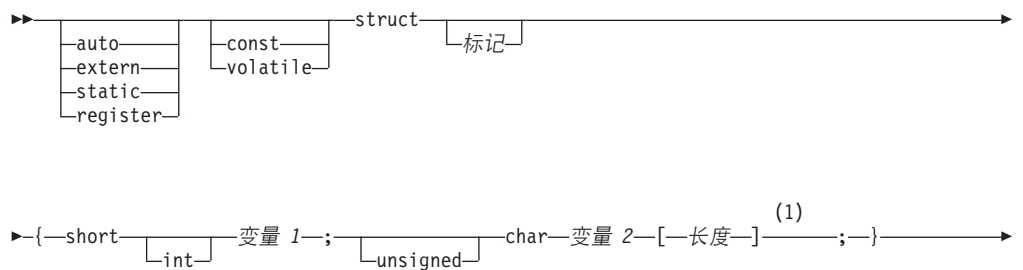 struct
auto const 标记
extern volatile
static
register
(1)
{ short 变量 1 ; char 变量 2 [ 长度 ] ; }
int unsigned